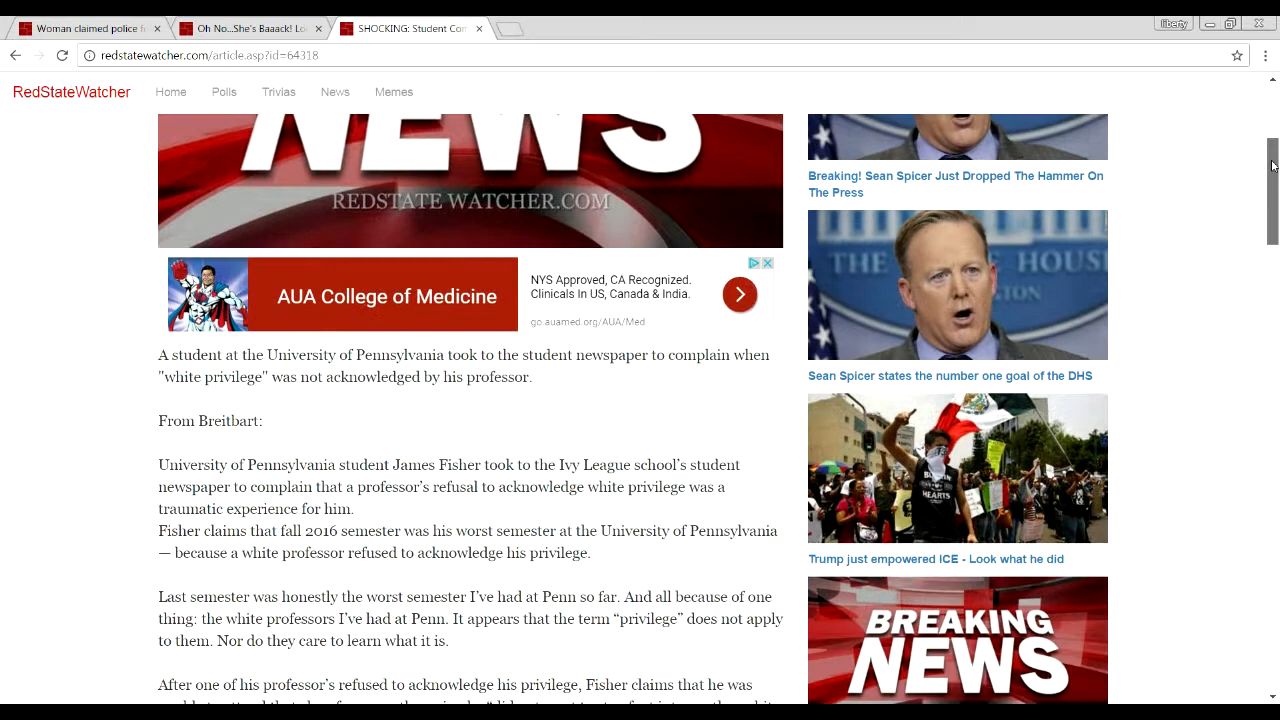 Woman claimed police f
Oh No...She's Baaack! Lo
SHOCKING: Student Com
liberty
redstatewatcher.com/article.asp?id=64318
RedStateWatcher
Home
Polls
Trivias
News
Memes
NEWS
REDSTATE WATCHER.COM
AUA College of Medicine
NYS Approved, CA Recognized.
Clinicals In US, Canada & India.
go.auamed.org/AUA/Med
A student at the University of Pennsylvania took to the student newspaper to complain when
"white privilege" was not acknowledged by his professor.
From Breitbart:
University of Pennsylvania student James Fisher took to the Ivy League school's student
newspaper to complain that a professor's refusal to acknowledge white privilege was a
traumatic experience for him.
Fisher claims that fall 2016 semester was his worst semester at the University of Pennsylvania
— because a white professor refused to acknowledge his privilege.
Last semester was honestly the worst semester I've had at Penn so far. And all because of one
thing: the white professors I've had at Penn. It appears that the term “privilege” does not apply
to them. Nor do they care to learn what it is.
After one of his professor's refused to acknowledge his privilege, Fisher claims that he was
Breaking! Sean Spicer Just Dropped The Hammer On
The Press
Sean Spicer states the number one goal of the DHS
HEARTS
Trump just empowered ICE - Look what he did
BREAKING
NEWS